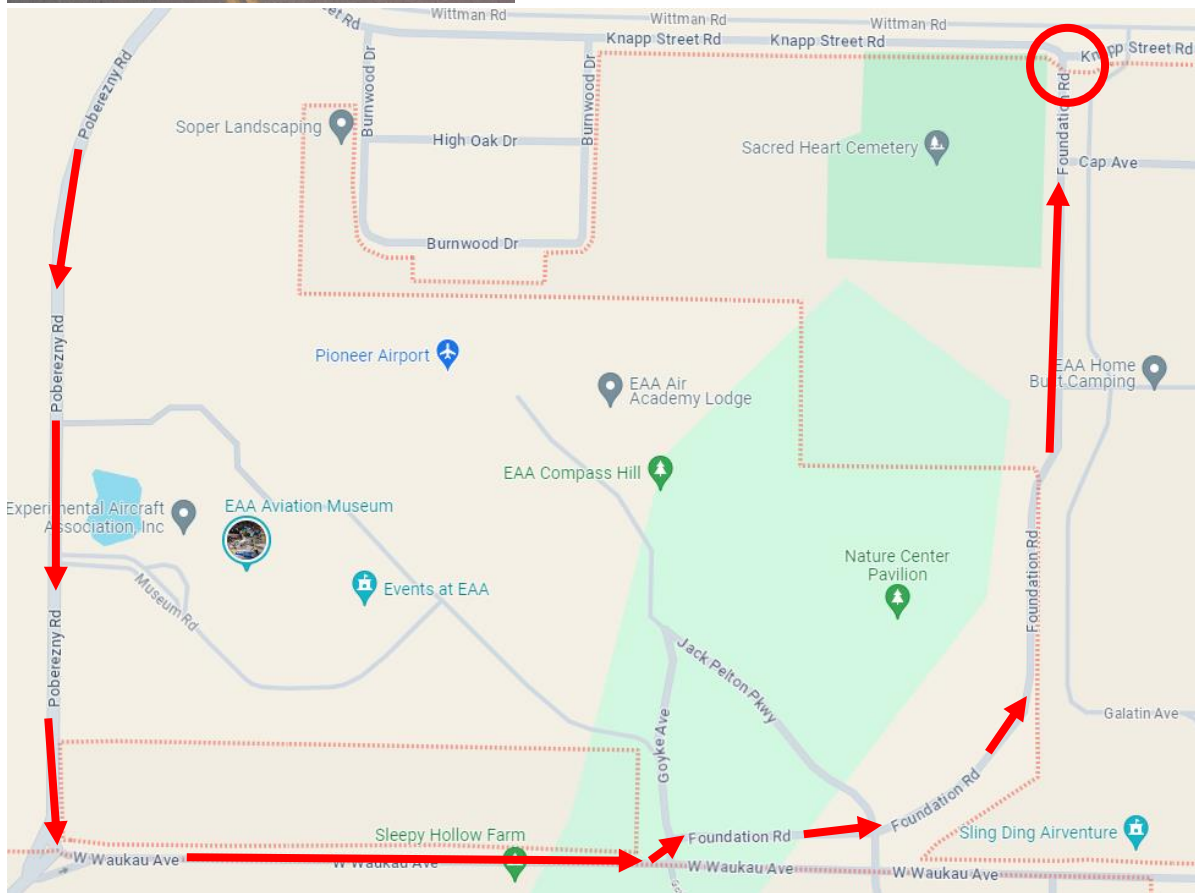 Wittman Rd
Wittman Rd
Wittman Rd
Knapp Street Rd
Knapp Street Rd
Knapp Street Rd
et Rd
Poberezny Rd
Burnwood Dr
Burnwood Dr
Soper Landscaping
High Oak Dr
Sacred Heart Cemetery
Foundation Rd
Cap Ave
Burnwood Dr
Poberezny Rd
Pioneer Airport
EAA Air
Academy Lodge
EAA Home
Built Camping
EAA Compass Hill
Experimental Aircraft
Association, Inc
EAA Aviation Museum
Nature Center
Pavilion
Foundation Rd
Events at EAA
Museum Rd
Poberezny Rd
Jack Pelton Pkwy
Goyke Ave
Galatin Ave
Foundation Rd
Sleepy Hollow Farm
Foundation Rd
Sling Ding Airventure
W Waukau Ave
W Waukau Ave
W Waukau Ave
W Waukau Ave